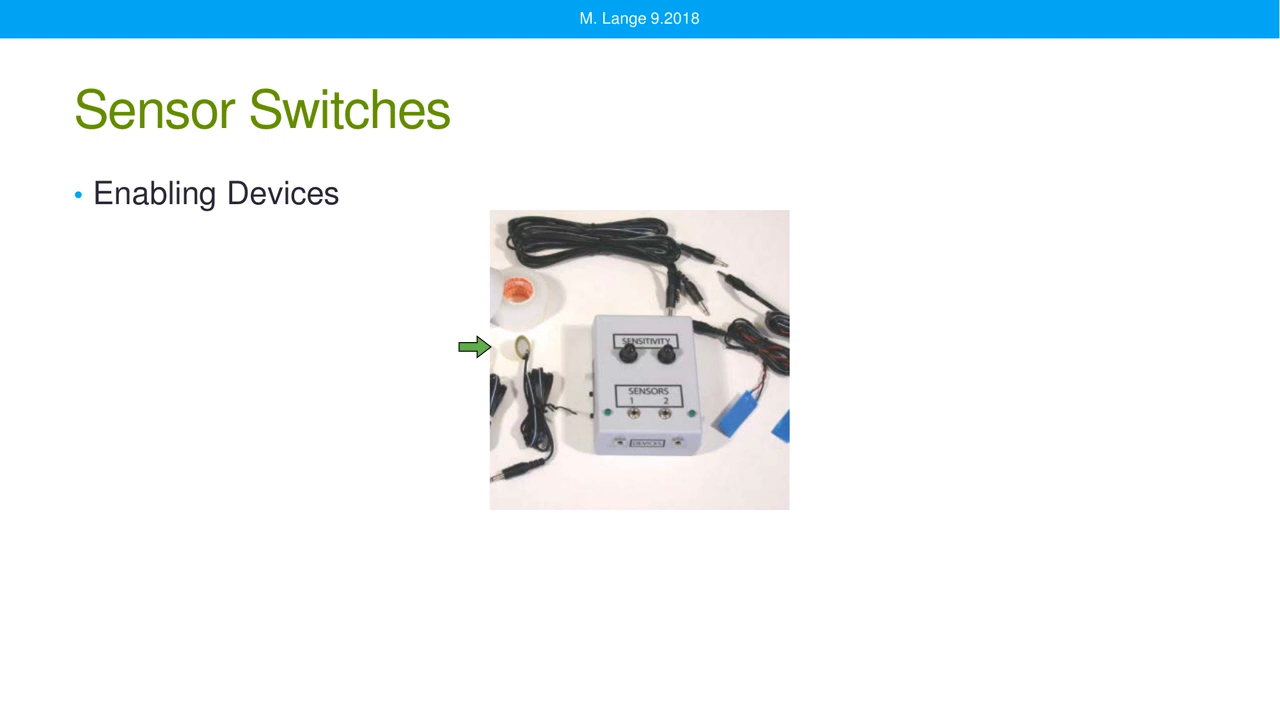 M. Lange 9.2018
Sensor Switches
• Enabling Devices
SENSITIVITY
SENSORS
1 2
DEVICES